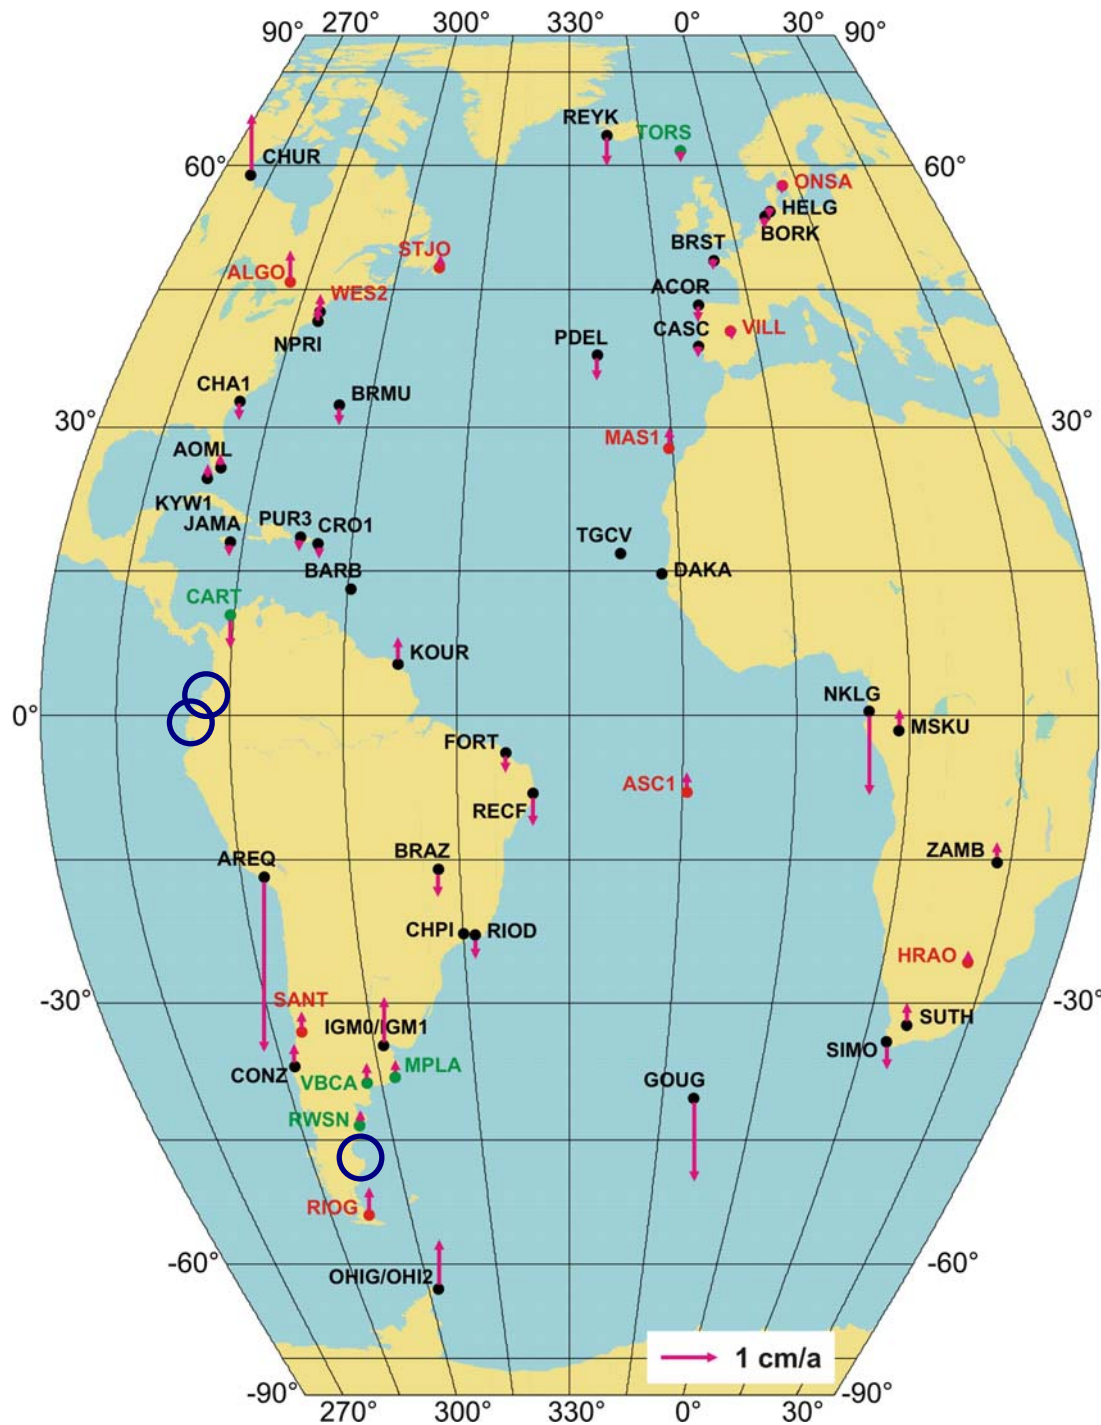 90° 270° 300° 330° 0° 30° 90°
REYK
TORS
CHUR
60° 60°
ONSA
HELG
BORK
BRST
STJO
ALGO
ACOR
WES2
CASC
VILL
NPRI
PDEL
CHA1
BRMU
30° 30°
MAS1
AOML
KYW1
JAMA
PUR3
CRO1
TGCV
BARB
DAKA
CART
KOUR
NKLG
0°
MSKU
FORT
ASC1
RECF
AREQ
BRAZ
ZAMB
CHPI
RIOD
HRAO
-30° -30°
SANT
SUTH
IGM0/IGM1
SIMO
CONZ
MPLA
VBCA
GOUG
RWSN
RIOG
-60° -60°
OHIG/OHI2
1 cm/a
-90° 270° 300° 330° 0° 30° -90°